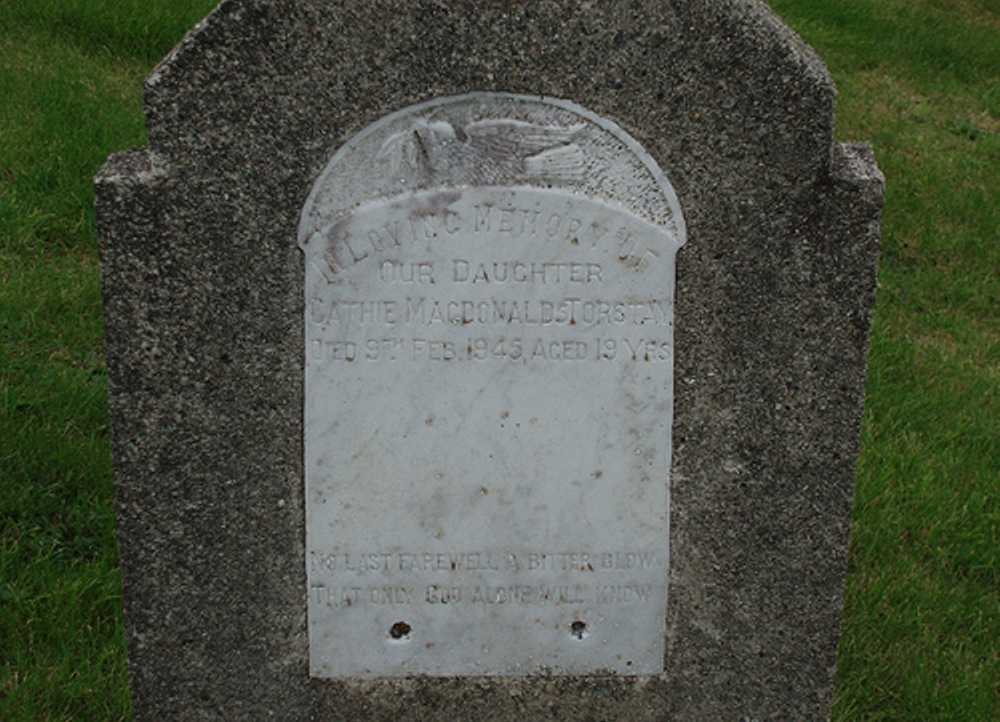 IN LOVING MEMORY OF
OUR DAUGHTER
CATHIE MACDONALD, TORSTAY,
DIED 9TH FEB. 1945, AGED 19 YRS
NO LAST FAREWELL A BITTER BLOW
THAT ONLY GOD ALONE WILL KNOW